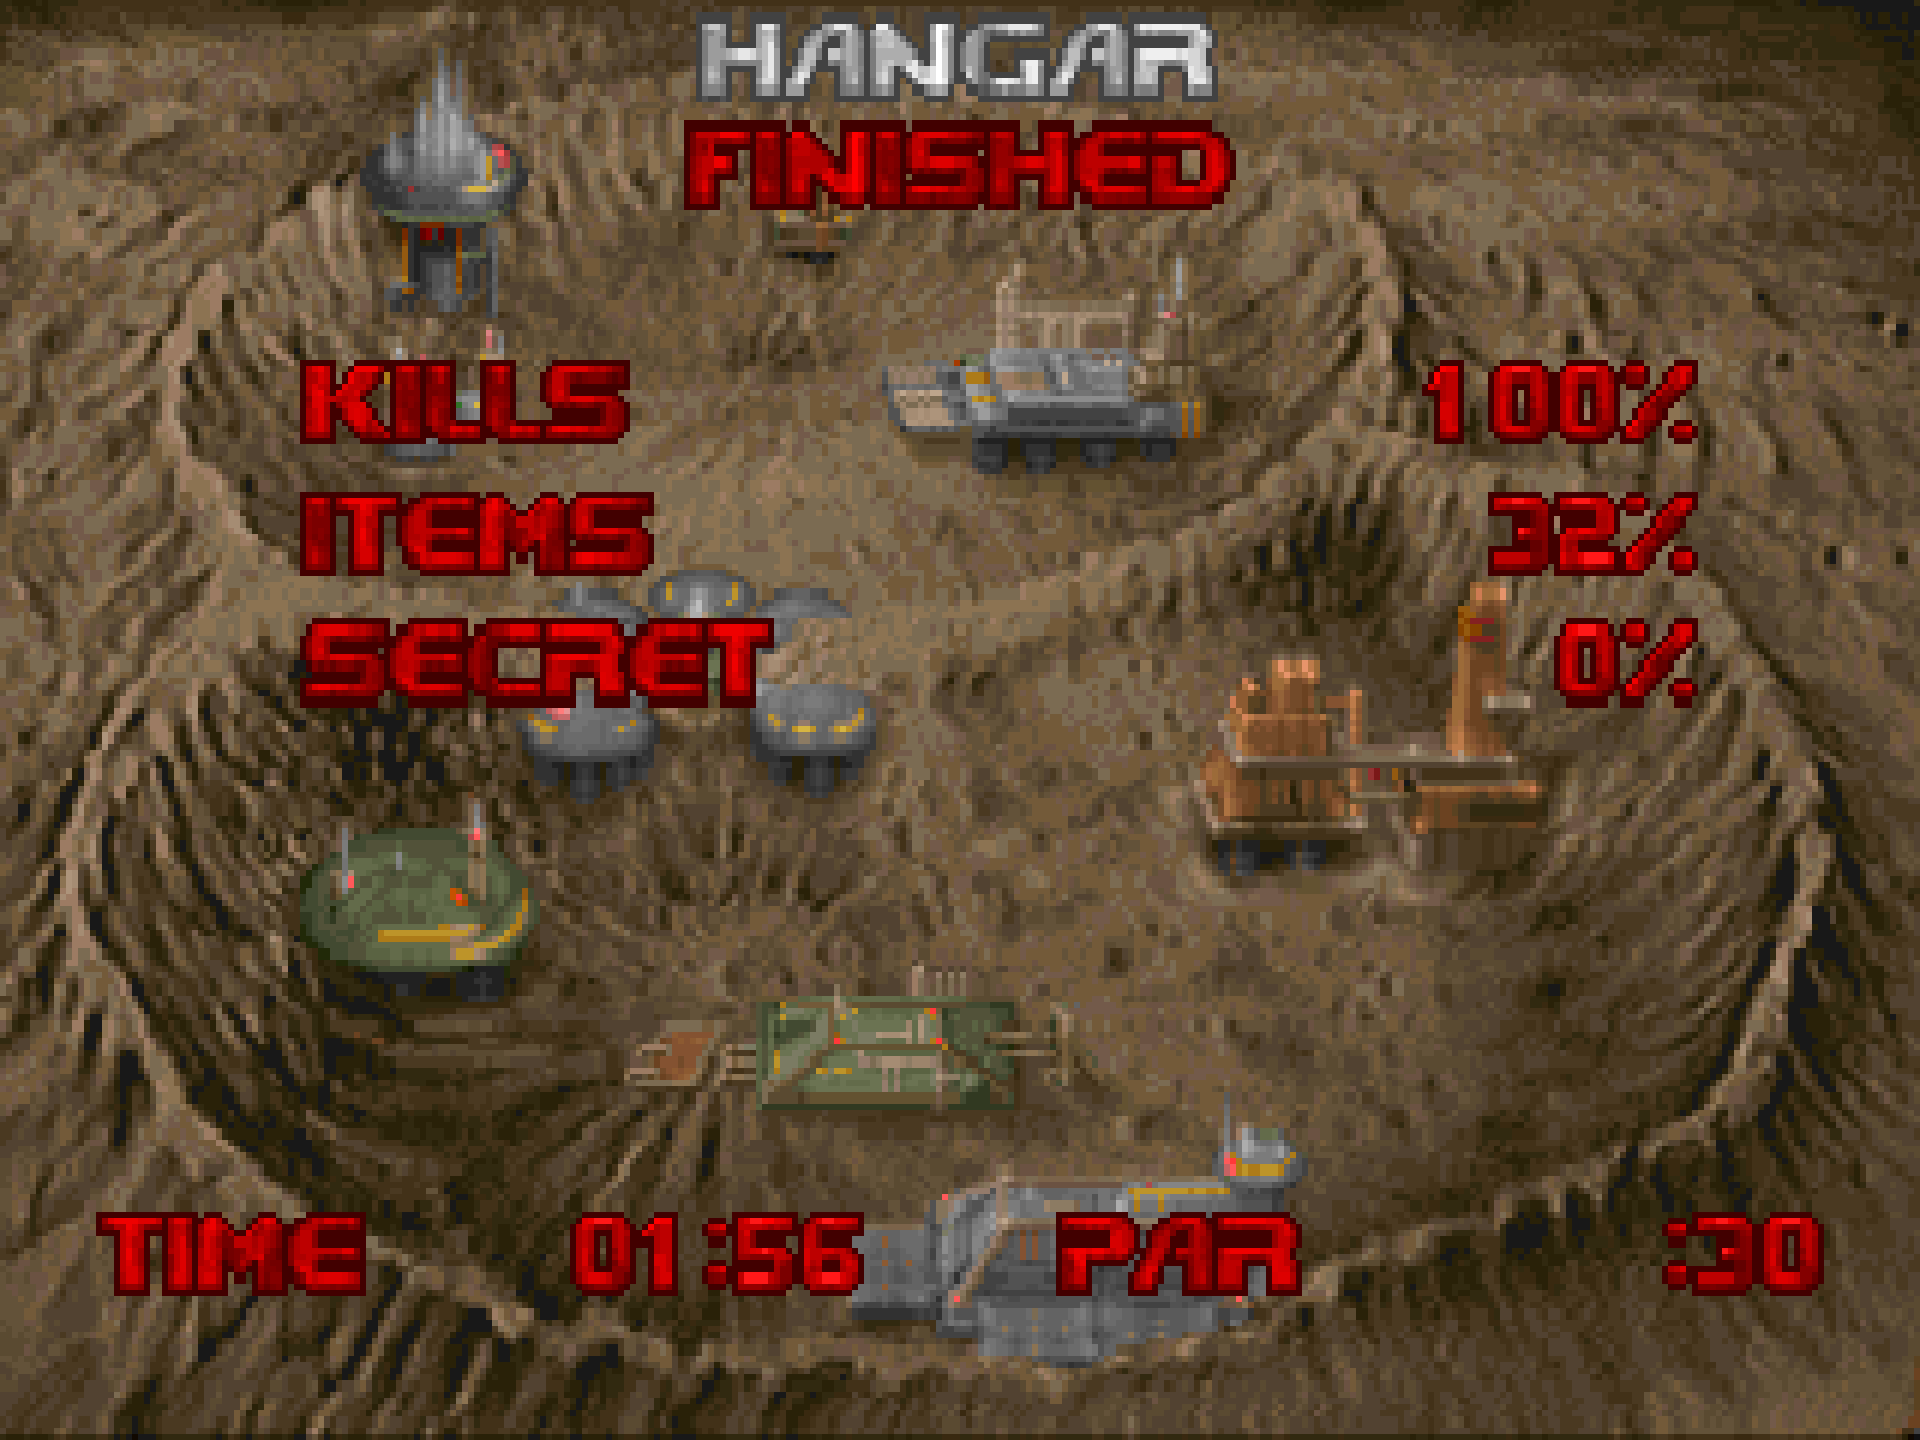 HANGAR
FINISHED
KILLS 100%
ITEMS 32%
SECRET 0%
TIME 01:56 PAR :30